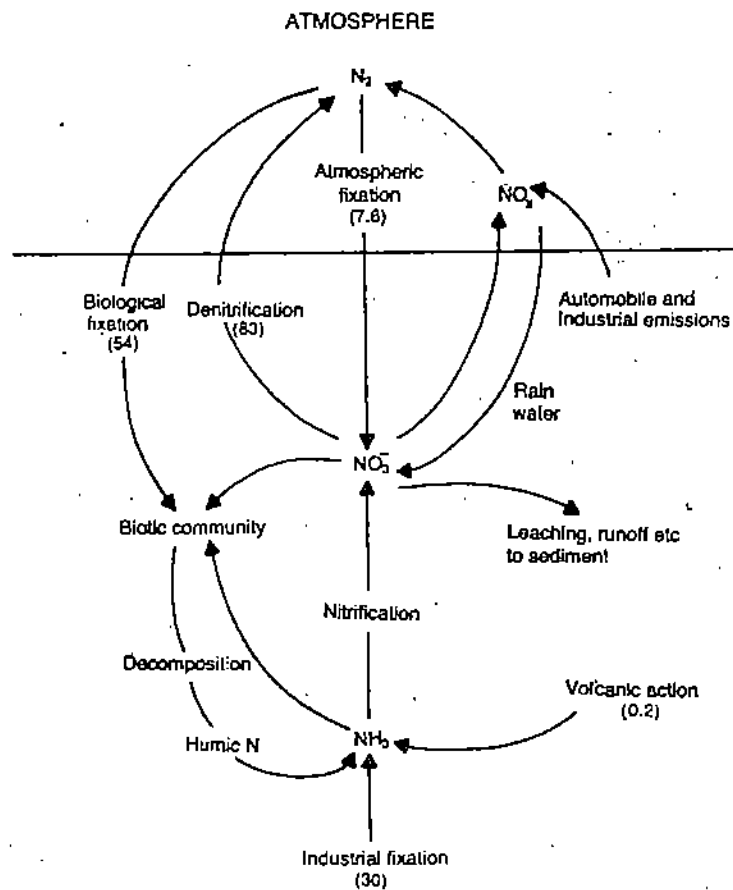 ATMOSPHERE
N₂
Atmospheric
fixation
(7.6)
NOₓ
Biological
fixation
(54)
Denitrification
(83)
Automobile and
Industrial emissions
Rain
water
NO₃⁻
Biotic community
Leaching, runoff etc
to sediment
Nitrification
Decomposition
Volcanic action
(0.2)
Humic N
NH₃
Industrial fixation
(30)